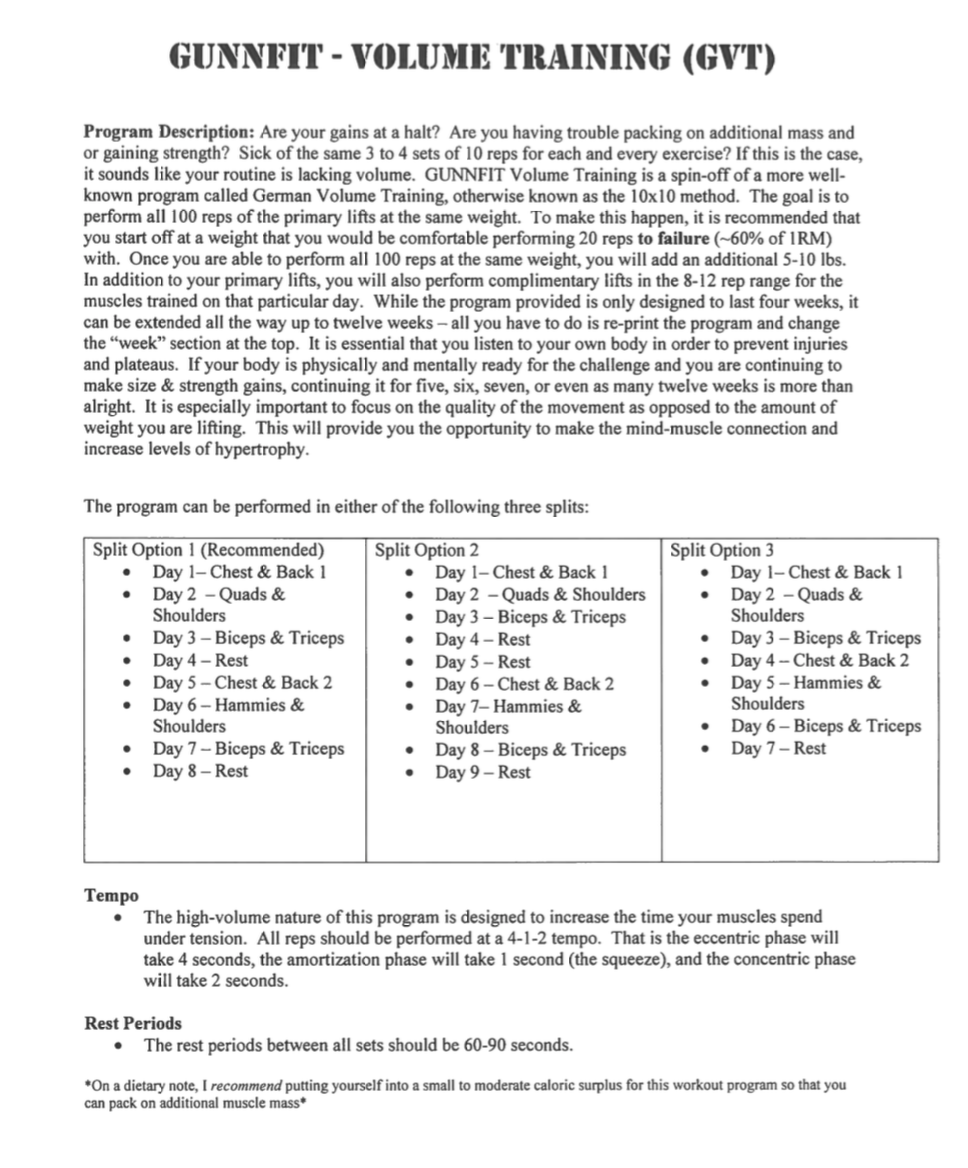 GUNNFIT - VOLUME TRAINING (GVT)
Program Description: Are your gains at a halt? Are you having trouble packing on additional mass and
or gaining strength? Sick of the same 3 to 4 sets of 10 reps for each and every exercise? If this is the case,
it sounds like your routine is lacking volume. GUNNFIT Volume Training is a spin-off of a more well-
known program called German Volume Training, otherwise known as the 10x10 method. The goal is to
perform all 100 reps of the primary lifts at the same weight. To make this happen, it is recommended that
you start off at a weight that you would be comfortable performing 20 reps to failure (~60% of 1RM)
with. Once you are able to perform all 100 reps at the same weight, you will add an additional 5-10 lbs.
In addition to your primary lifts, you will also perform complimentary lifts in the 8-12 rep range for the
muscles trained on that particular day. While the program provided is only designed to last four weeks, it
can be extended all the way up to twelve weeks – all you have to do is re-print the program and change
the “week” section at the top. It is essential that you listen to your own body in order to prevent injuries
and plateaus. If your body is physically and mentally ready for the challenge and you are continuing to
make size & strength gains, continuing it for five, six, seven, or even as many twelve weeks is more than
alright. It is especially important to focus on the quality of the movement as opposed to the amount of
weight you are lifting. This will provide you the opportunity to make the mind-muscle connection and
increase levels of hypertrophy.
The program can be performed in either of the following three splits:
Split Option 1 (Recommended)
• Day 1– Chest & Back 1
• Day 2 – Quads &
Shoulders
• Day 3 – Biceps & Triceps
• Day 4 – Rest
• Day 5 – Chest & Back 2
• Day 6 – Hammies &
Shoulders
• Day 7 – Biceps & Triceps
• Day 8 – Rest
Split Option 2
• Day 1– Chest & Back 1
• Day 2 – Quads & Shoulders
• Day 3 – Biceps & Triceps
• Day 4 – Rest
• Day 5 – Rest
• Day 6 – Chest & Back 2
• Day 7– Hammies &
Shoulders
• Day 8 – Biceps & Triceps
• Day 9 – Rest
Split Option 3
• Day 1– Chest & Back 1
• Day 2 – Quads &
Shoulders
• Day 3 – Biceps & Triceps
• Day 4 – Chest & Back 2
• Day 5 – Hammies &
Shoulders
• Day 6 – Biceps & Triceps
• Day 7 – Rest
Tempo
• The high-volume nature of this program is designed to increase the time your muscles spend
under tension. All reps should be performed at a 4-1-2 tempo. That is the eccentric phase will
take 4 seconds, the amortization phase will take 1 second (the squeeze), and the concentric phase
will take 2 seconds.
Rest Periods
• The rest periods between all sets should be 60-90 seconds.
*On a dietary note, I recommend putting yourself into a small to moderate caloric surplus for this workout program so that you
can pack on additional muscle mass*